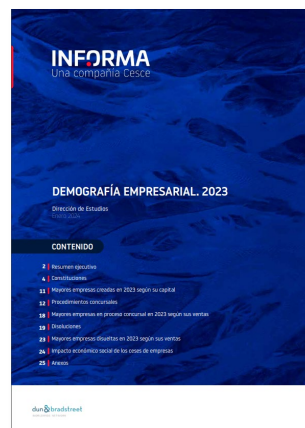 INFORMA
Una compañía Cesce
DEMOGRAFÍA EMPRESARIAL. 2023
Dirección de Estudios
Enero 2024
CONTENIDO
2 Resumen ejecutivo
4 Constituciones
11 Mayores empresas creadas en 2023 según su capital
12 Procedimientos concursales
18 Mayores empresas en proceso concursal en 2023 según sus ventas
19 Disoluciones
23 Mayores empresas disueltas en 2023 según sus ventas
24 Impacto económico social de los ceses de empresas
25 Anexos
dun & bradstreet